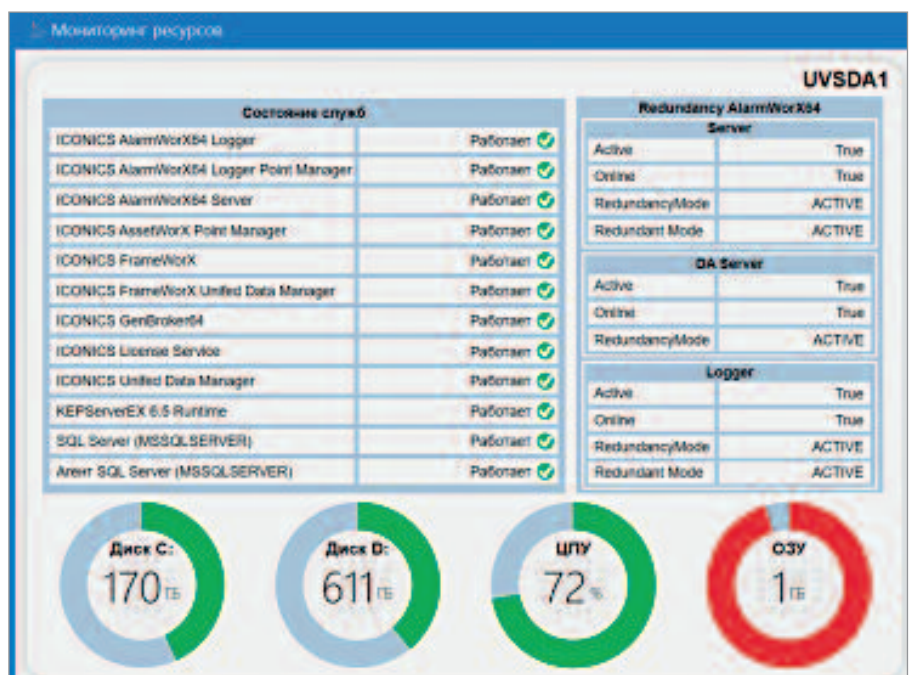 Мониторинг ресурсов
UVSDA1
Состояние служб
ICONICS AlarmWorX64 Logger Работает
ICONICS AlarmWorX64 Logger Point Manager Работает
ICONICS AlarmWorX64 Server Работает
ICONICS AssetWorX Point Manager Работает
ICONICS FrameWorX Работает
ICONICS FrameWorX Unified Data Manager Работает
ICONICS GenBroker64 Работает
ICONICS License Service Работает
ICONICS Unified Data Manager Работает
KEPServerEX 6.5 Runtime Работает
SQL Server (MSSQLSERVER) Работает
Агент SQL Server (MSSQLSERVER) Работает
Redundancy AlarmWorX64
Server
Active True
Online True
RedundancyMode ACTIVE
Redundant Mode ACTIVE
DA Server
Active True
Online True
RedundancyMode ACTIVE
Logger
Active True
Online True
RedundancyMode ACTIVE
Redundant Mode ACTIVE
Диск C:
170 ГБ
Диск D:
611 ГБ
ЦПУ
72 %
ОЗУ
1 ГБ